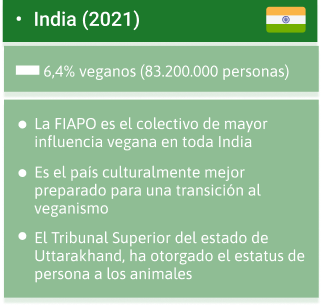 • India (2021)
6,4% veganos (83.200.000 personas)
• La FIAPO es el colectivo de mayor
influencia vegana en toda India
• Es el país culturalmente mejor
preparado para una transición al
veganismo
• El Tribunal Superior del estado de
Uttarakhand, ha otorgado el estatus de
persona a los animales